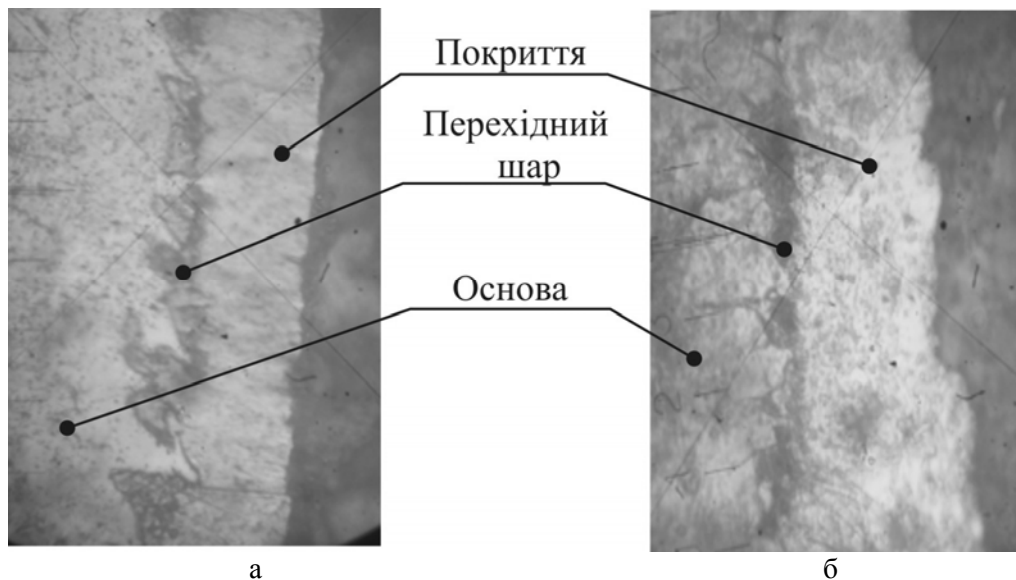 Покриття
Перехідний
шар
Основа
а
б